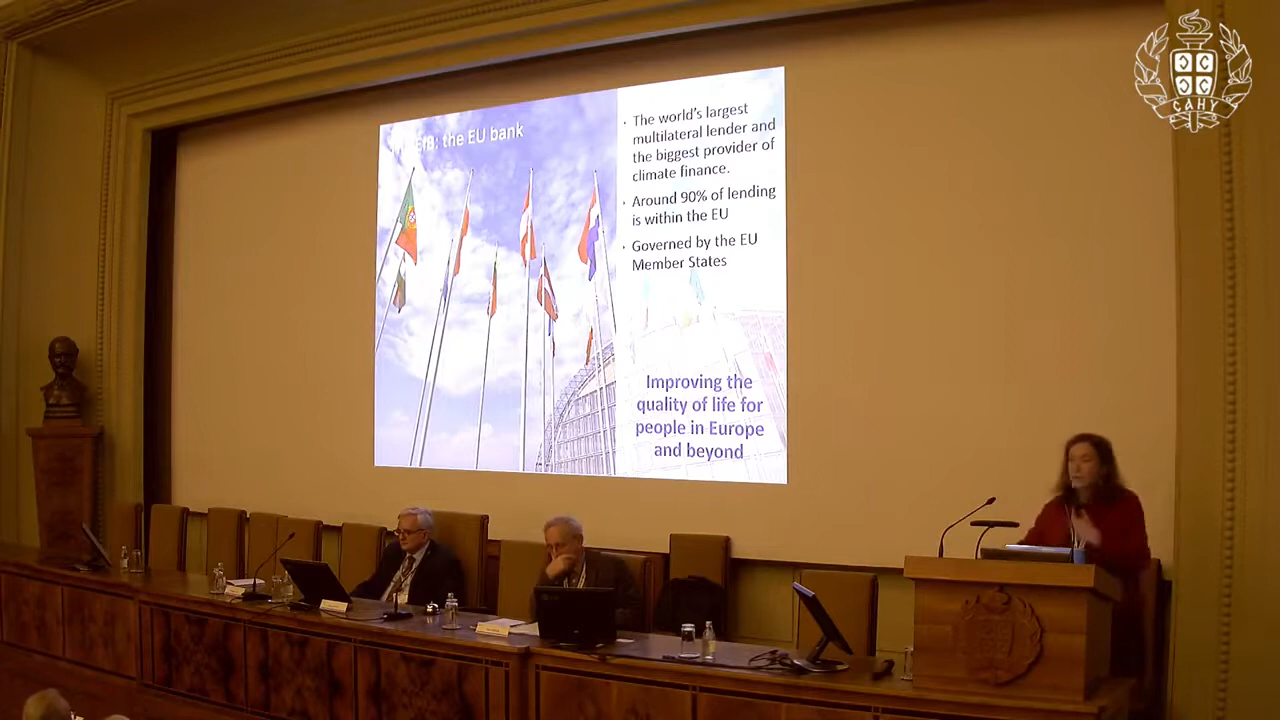 EIB: the EU bank
· The world's largest
multilateral lender and
the biggest provider of
climate finance.
· Around 90% of lending
is within the EU
· Governed by the EU
Member States
Improving the
quality of life for
people in Europe
and beyond
САНУ